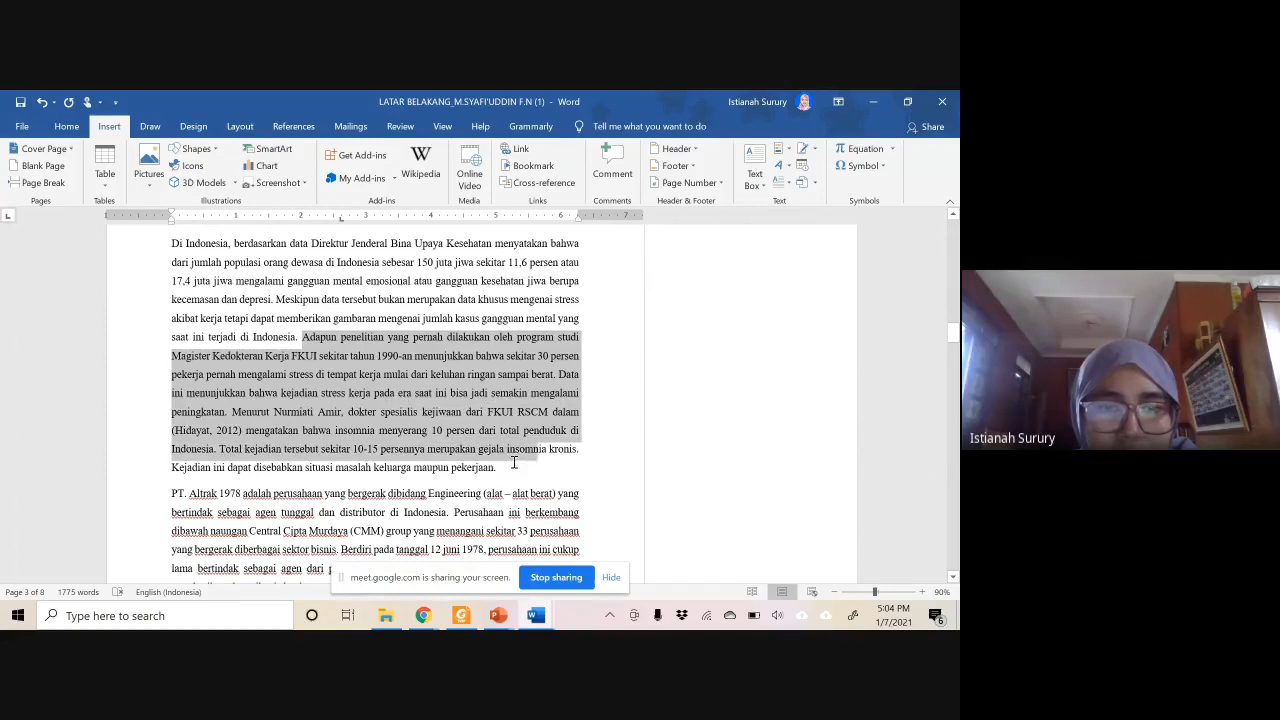 LATAR BELAKANG_M.SYAFI'UDDIN F.N (1) - Word
Istianah Surury
File Home Insert Draw Design Layout References Mailings Review View Help Grammarly Tell me what you want to do Share
Cover Page
Blank Page
Page Break
Pages
Table
Tables
Pictures
Shapes
Icons
3D Models
SmartArt
Chart
Screenshot
Illustrations
Get Add-ins
My Add-ins
Wikipedia
Add-ins
Online Video
Media
Link
Bookmark
Cross-reference
Links
Comment
Comments
Header
Footer
Page Number
Header & Footer
Text Box
Text
Equation
Symbol
Symbols
1 1 2 3 4 5 6 7
Di Indonesia, berdasarkan data Direktur Jenderal Bina Upaya Kesehatan menyatakan bahwa
dari jumlah populasi orang dewasa di Indonesia sebesar 150 juta jiwa sekitar 11,6 persen atau
17,4 juta jiwa mengalami gangguan mental emosional atau gangguan kesehatan jiwa berupa
kecemasan dan depresi. Meskipun data tersebut bukan merupakan data khusus mengenai stress
akibat kerja tetapi dapat memberikan gambaran mengenai jumlah kasus gangguan mental yang
saat ini terjadi di Indonesia. Adapun penelitian yang pernah dilakukan oleh program studi
Magister Kedokteran Kerja FKUI sekitar tahun 1990-an menunjukkan bahwa sekitar 30 persen
pekerja pernah mengalami stress di tempat kerja mulai dari keluhan ringan sampai berat. Data
ini menunjukkan bahwa kejadian stress kerja pada era saat ini bisa jadi semakin mengalami
peningkatan. Menurut Nurmiati Amir, dokter spesialis kejiwaan dari FKUI RSCM dalam
(Hidayat, 2012) mengatakan bahwa insomnia menyerang 10 persen dari total penduduk di
Indonesia. Total kejadian tersebut sekitar 10-15 persennya merupakan gejala insomnia kronis.
Kejadian ini dapat disebabkan situasi masalah keluarga maupun pekerjaan.
PT. Altrak 1978 adalah perusahaan yang bergerak dibidang Engineering (alat – alat berat) yang
bertindak sebagai agen tunggal dan distributor di Indonesia. Perusahaan ini berkembang
dibawah naungan Central Cipta Murdaya (CMM) group yang menangani sekitar 33 perusahaan
yang bergerak diberbagai sektor bisnis. Berdiri pada tanggal 12 juni 1978, perusahaan ini cukup
lama bertindak sebagai agen dari
meet.google.com is sharing your screen. Stop sharing Hide
Page 3 of 8 1775 words English (Indonesia) 90%
Type here to search
5:04 PM
1/7/2021
6
Istianah Surury